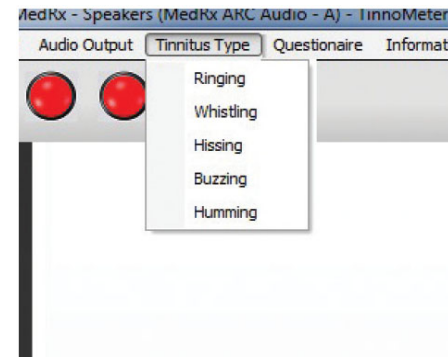 MedRx - Speakers (MedRx ARC Audio - A) - TinnoMeter
Audio Output Tinnitus Type Questionaire Informat
Ringing
Whistling
Hissing
Buzzing
Humming